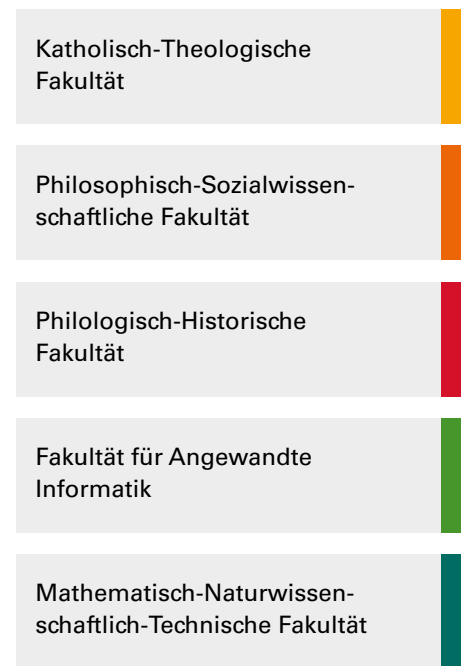 Katholisch-Theologische
Fakultät
Philosophisch-Sozialwissen-
schaftliche Fakultät
Philologisch-Historische
Fakultät
Fakultät für Angewandte
Informatik
Mathematisch-Naturwissen-
schaftlich-Technische Fakultät